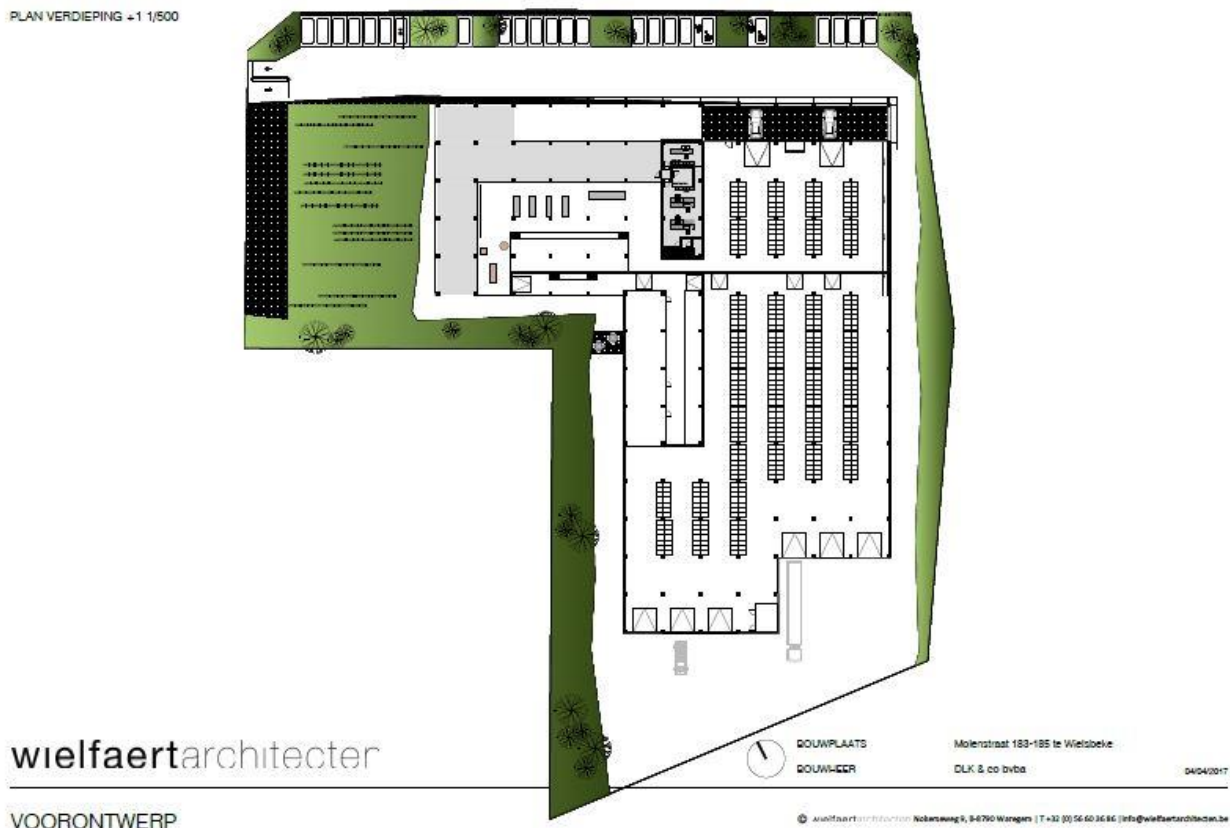 PLAN VERDIEPING +1 1/500
wielfaertarchitecten
BOUWPLAATS Molenstraat 183-185 te Wielsbeke
BOUWHEER DLK & co bvba 04/04/2017
VOORONTWERP
© wielfaertarchitecten Nokerseweg 9, B-8790 Waregem | T +32 (0) 56 60 36 86 | info@wielfaertarchitecten.be